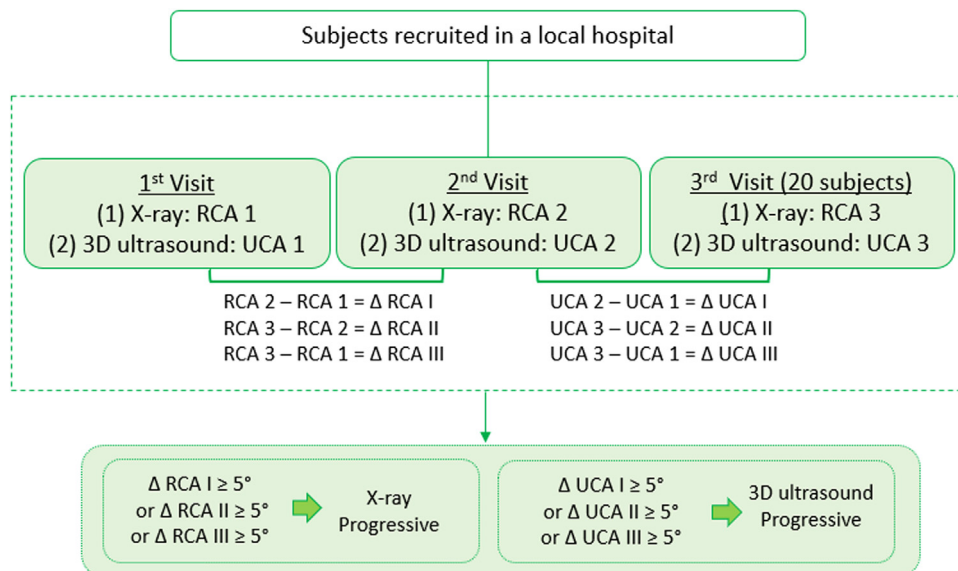 Subjects recruited in a local hospital
1st Visit
(1) X-ray: RCA 1
(2) 3D ultrasound: UCA 1
2nd Visit
(1) X-ray: RCA 2
(2) 3D ultrasound: UCA 2
3rd Visit (20 subjects)
(1) X-ray: RCA 3
(2) 3D ultrasound: UCA 3
RCA 2 – RCA 1 = Δ RCA I
RCA 3 – RCA 2 = Δ RCA II
RCA 3 – RCA 1 = Δ RCA III
UCA 2 – UCA 1 = Δ UCA I
UCA 3 – UCA 2 = Δ UCA II
UCA 3 – UCA 1 = Δ UCA III
Δ RCA I ≥ 5°
or Δ RCA II ≥ 5°
or Δ RCA III ≥ 5°
X-ray
Progressive
Δ UCA I ≥ 5°
or Δ UCA II ≥ 5°
or Δ UCA III ≥ 5°
3D ultrasound
Progressive